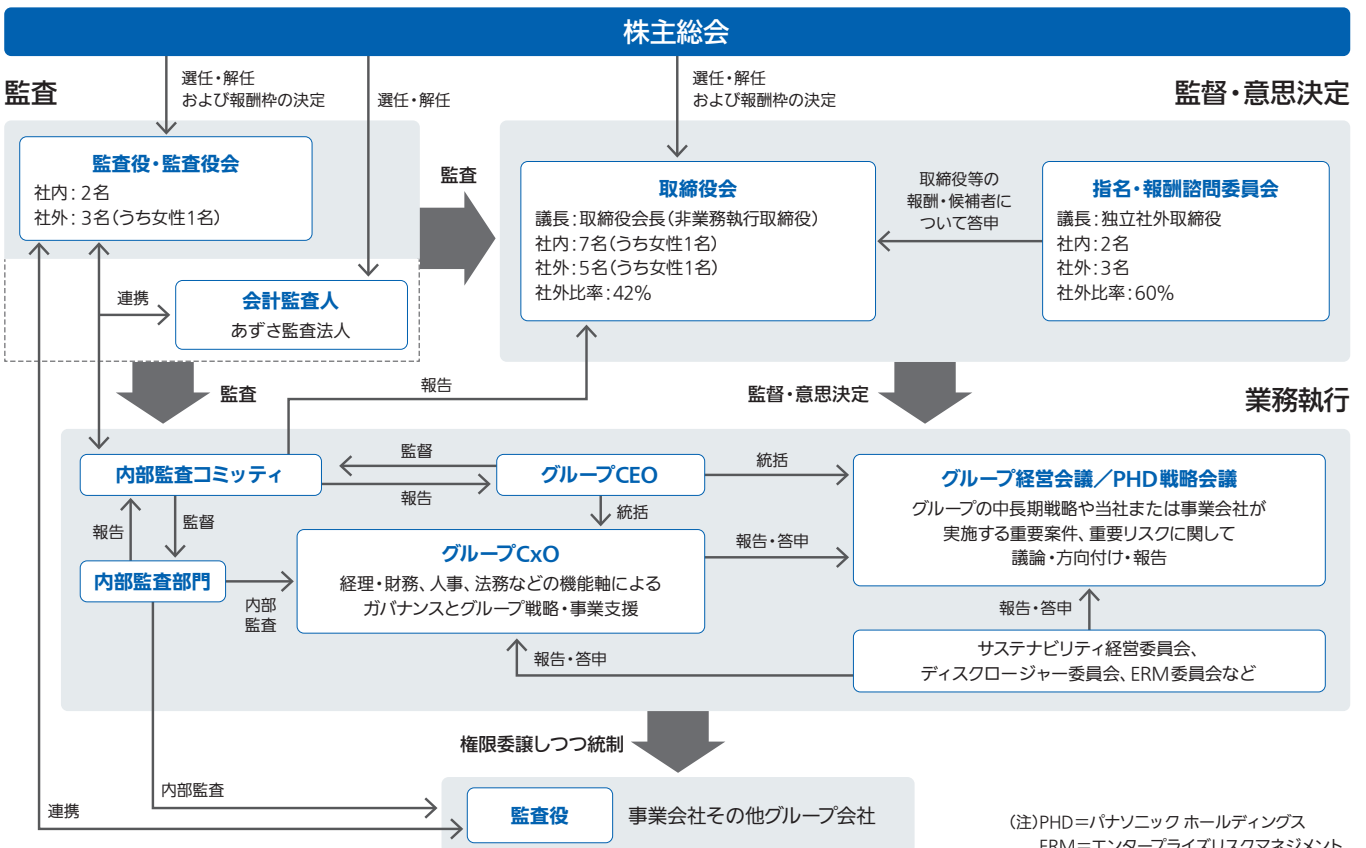 株主総会
監査
選任・解任
および報酬枠の決定
選任・解任
選任・解任
および報酬枠の決定
監督・意思決定
監査役・監査役会
社内：2名
社外：3名（うち女性1名）
監査
取締役会
議長：取締役会長（非業務執行取締役）
社内：7名（うち女性1名）
社外：5名（うち女性1名）
社外比率：42%
取締役等の
報酬・候補者に
ついて答申
指名・報酬諮問委員会
議長：独立社外取締役
社内：2名
社外：3名
社外比率：60%
連携
会計監査人
あずさ監査法人
監査
報告
監督・意思決定
業務執行
内部監査コミッティ
監督
報告
グループCEO
統括
統括
グループ経営会議／PHD戦略会議
グループの中長期戦略や当社または事業会社が
実施する重要案件、重要リスクに関して
議論・方向付け・報告
報告
監督
内部監査部門
内部
監査
グループCxO
経理・財務、人事、法務などの機能軸による
ガバナンスとグループ戦略・事業支援
報告・答申
報告・答申
報告・答申
サステナビリティ経営委員会、
ディスクロージャー委員会、ERM委員会など
権限委譲しつつ統制
内部監査
連携
監査役
事業会社その他グループ会社
（注）PHD＝パナソニック ホールディングス
ERM＝エンタープライズリスクマネジメント